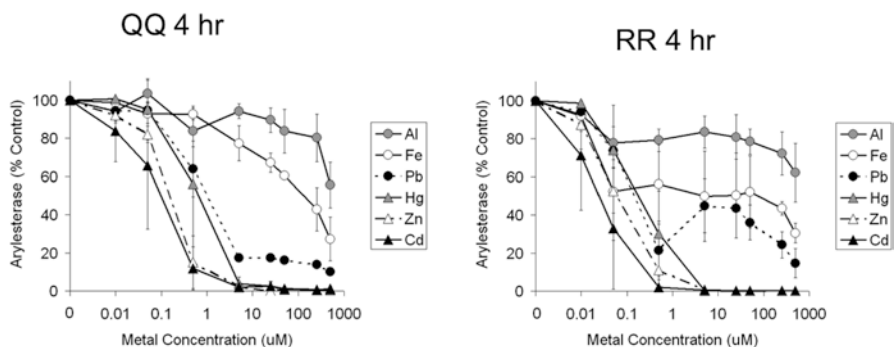 QQ 4 hr
Arylesterase (% Control)
100
80
60
40
20
0
0 0.01 0.1 1 10 100 1000
Metal Concentration (uM)
Al
Fe
Pb
Hg
Zn
Cd
RR 4 hr
Arylesterase (% Control)
100
80
60
40
20
0
0 0.01 0.1 1 10 100 1000
Metal Concentration (uM)
Al
Fe
Pb
Hg
Zn
Cd